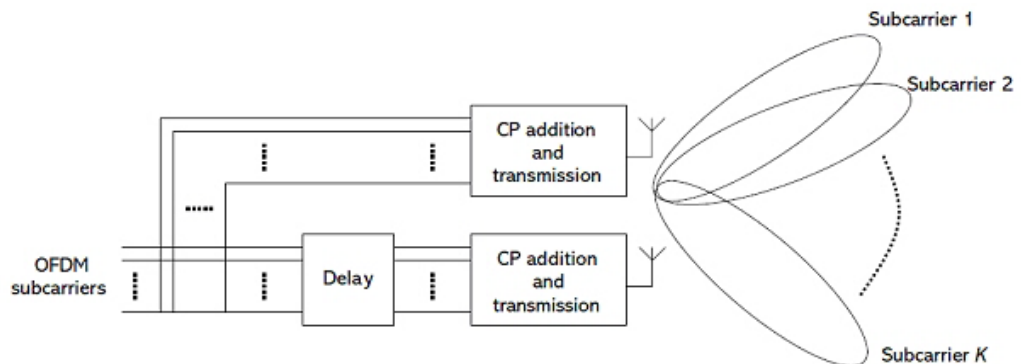 Subcarrier 1
Subcarrier 2
CP addition
and
transmission
OFDM
subcarriers
Delay
CP addition
and
transmission
Subcarrier K